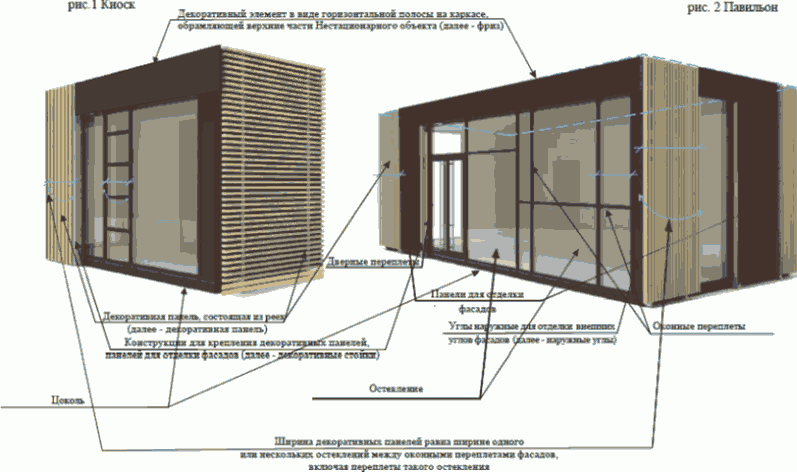 рис.1 Киоск
рис. 2 Павильон
Декоративный элемент в виде горизонтальной полосы на каркасе,
обрамляющей верхние части Нестационарного объекта (далее - фриз)
Дверные переплеты
Панели для отделки
фасадов
Декоративная панель, состоящая из реек
(далее - декоративная панель)
Углы наружные для отделки внешних
углов фасадов (далее - наружные углы)
Оконные переплеты
Конструкции для крепления декоративных панелей,
панелей для отделки фасадов (далее - декоративные стойки)
Остекление
Цоколь
Ширина декоративных панелей равна ширине одного
или нескольких остеклений между оконными переплетами фасадов,
включая переплеты такого остекления